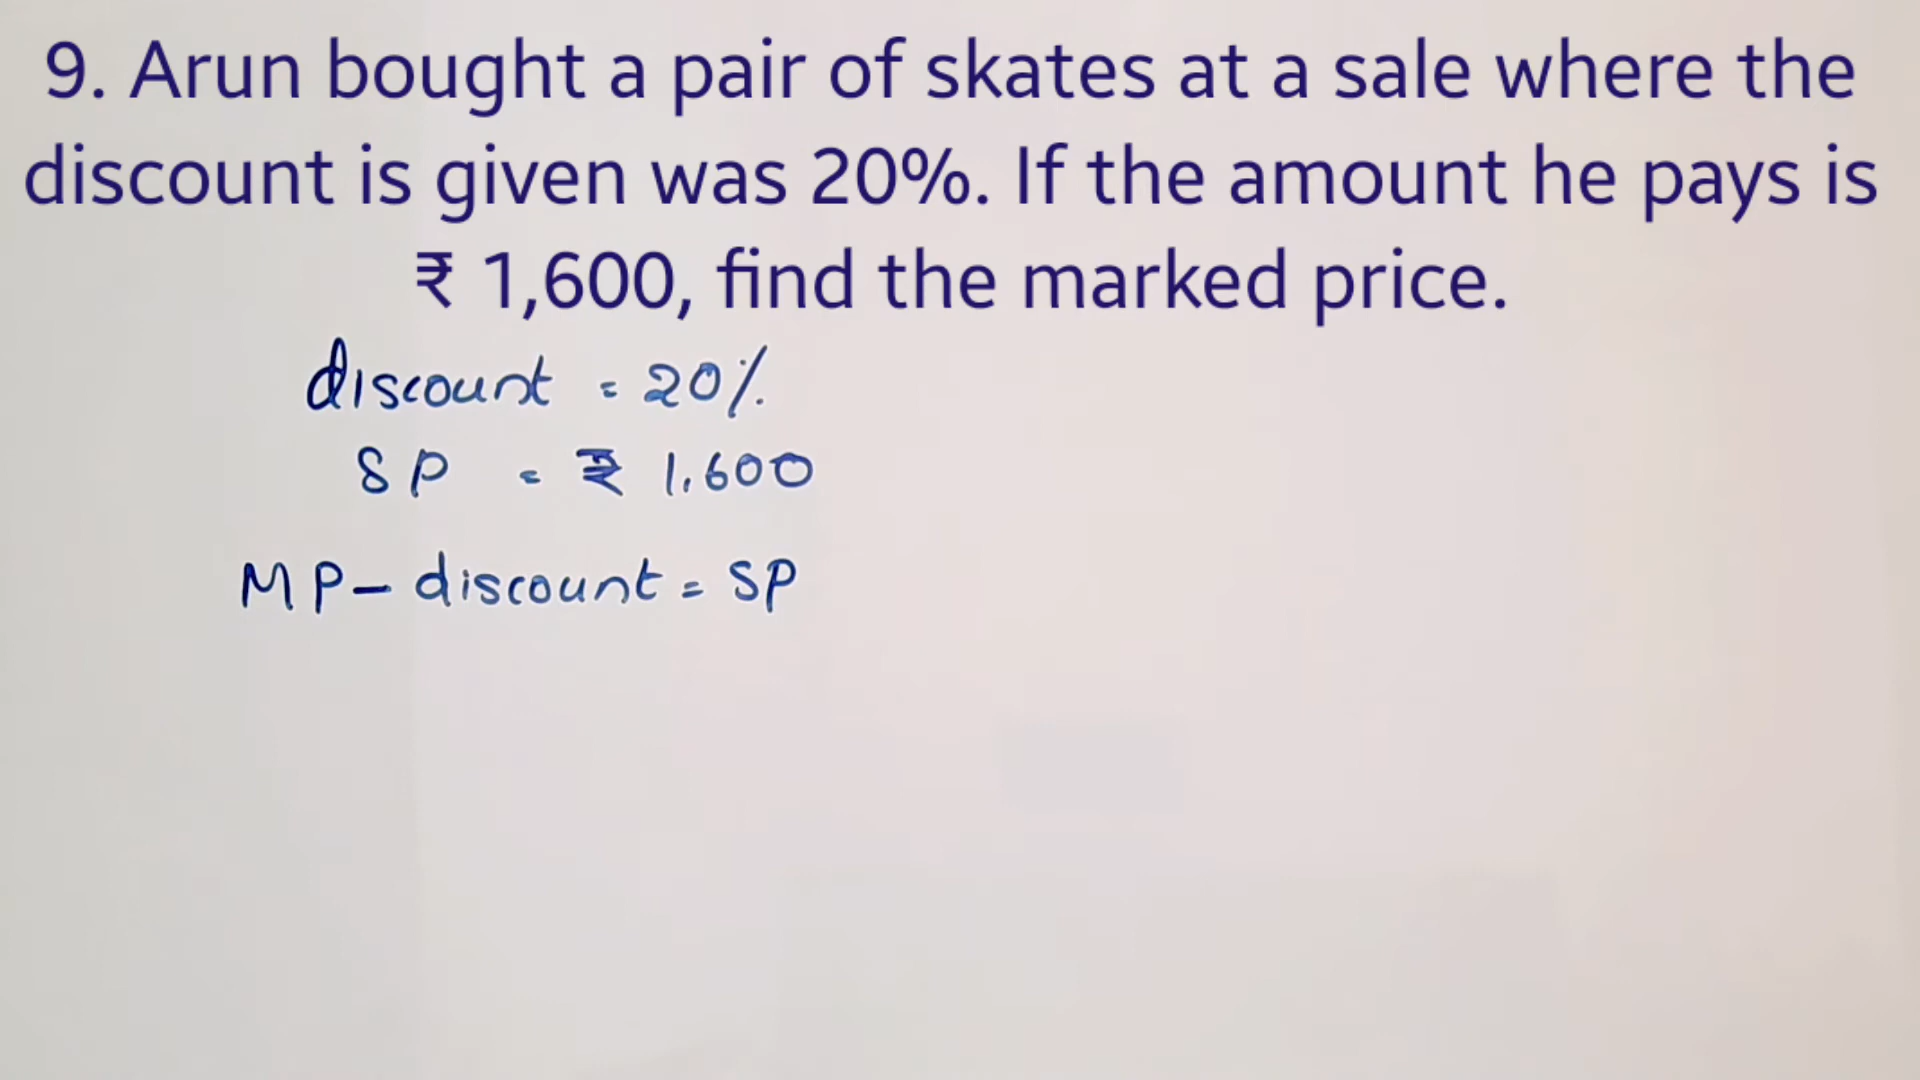 9. Arun bought a pair of skates at a sale where the
discount is given was 20%. If the amount he pays is
₹ 1,600, find the marked price.
discount = 20%
SP = ₹ 1,600
MP - discount = SP